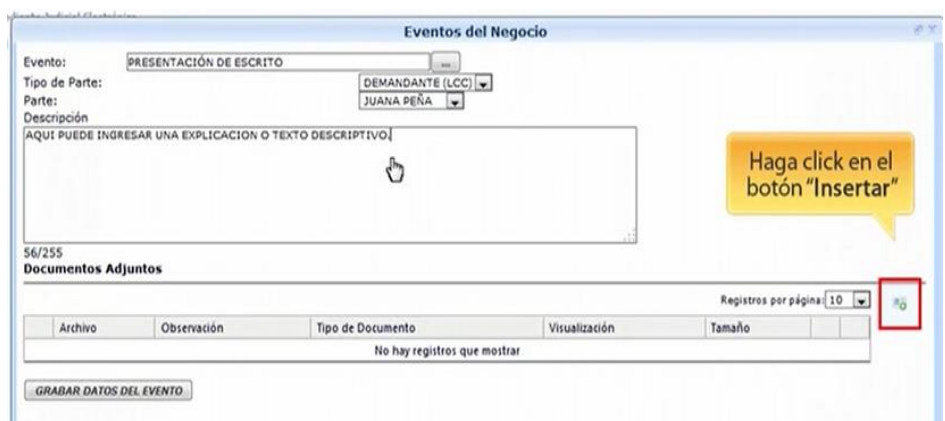 Eventos del Negocio
Evento: PRESENTACIÓN DE ESCRITO ...
Tipo de Parte: DEMANDANTE (LCC)
Parte: JUANA PEÑA
Descripción
AQUI PUEDE INGRESAR UNA EXPLICACION O TEXTO DESCRIPTIVO.
Haga click en el
botón "Insertar"
56/255
Documentos Adjuntos
Registros por página: 10
Archivo Observación Tipo de Documento Visualización Tamaño
No hay registros que mostrar
GRABAR DATOS DEL EVENTO